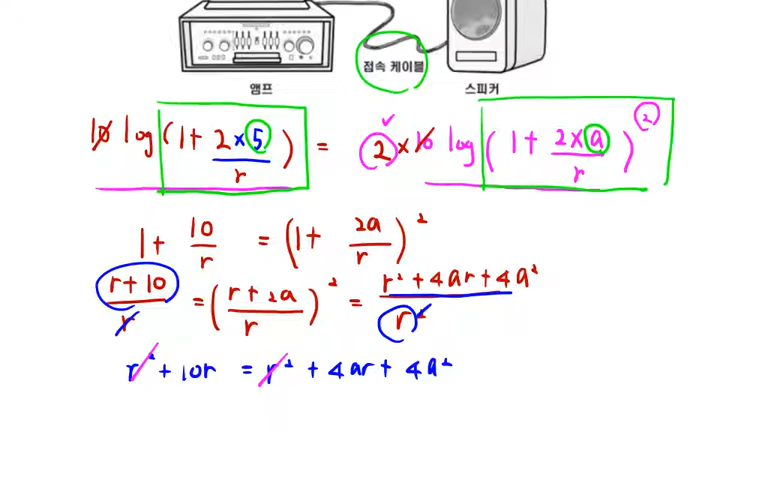 접속 케이블
앰프 스피커
10 log(1 + 2×5/r) = 2×10 log(1 + 2×a/r)²
1 + 10/r = (1 + 2a/r)²
r+10/r = (r+2a/r)² = r²+4ar+4a²/r²
r² + 10r = r² + 4ar + 4a²